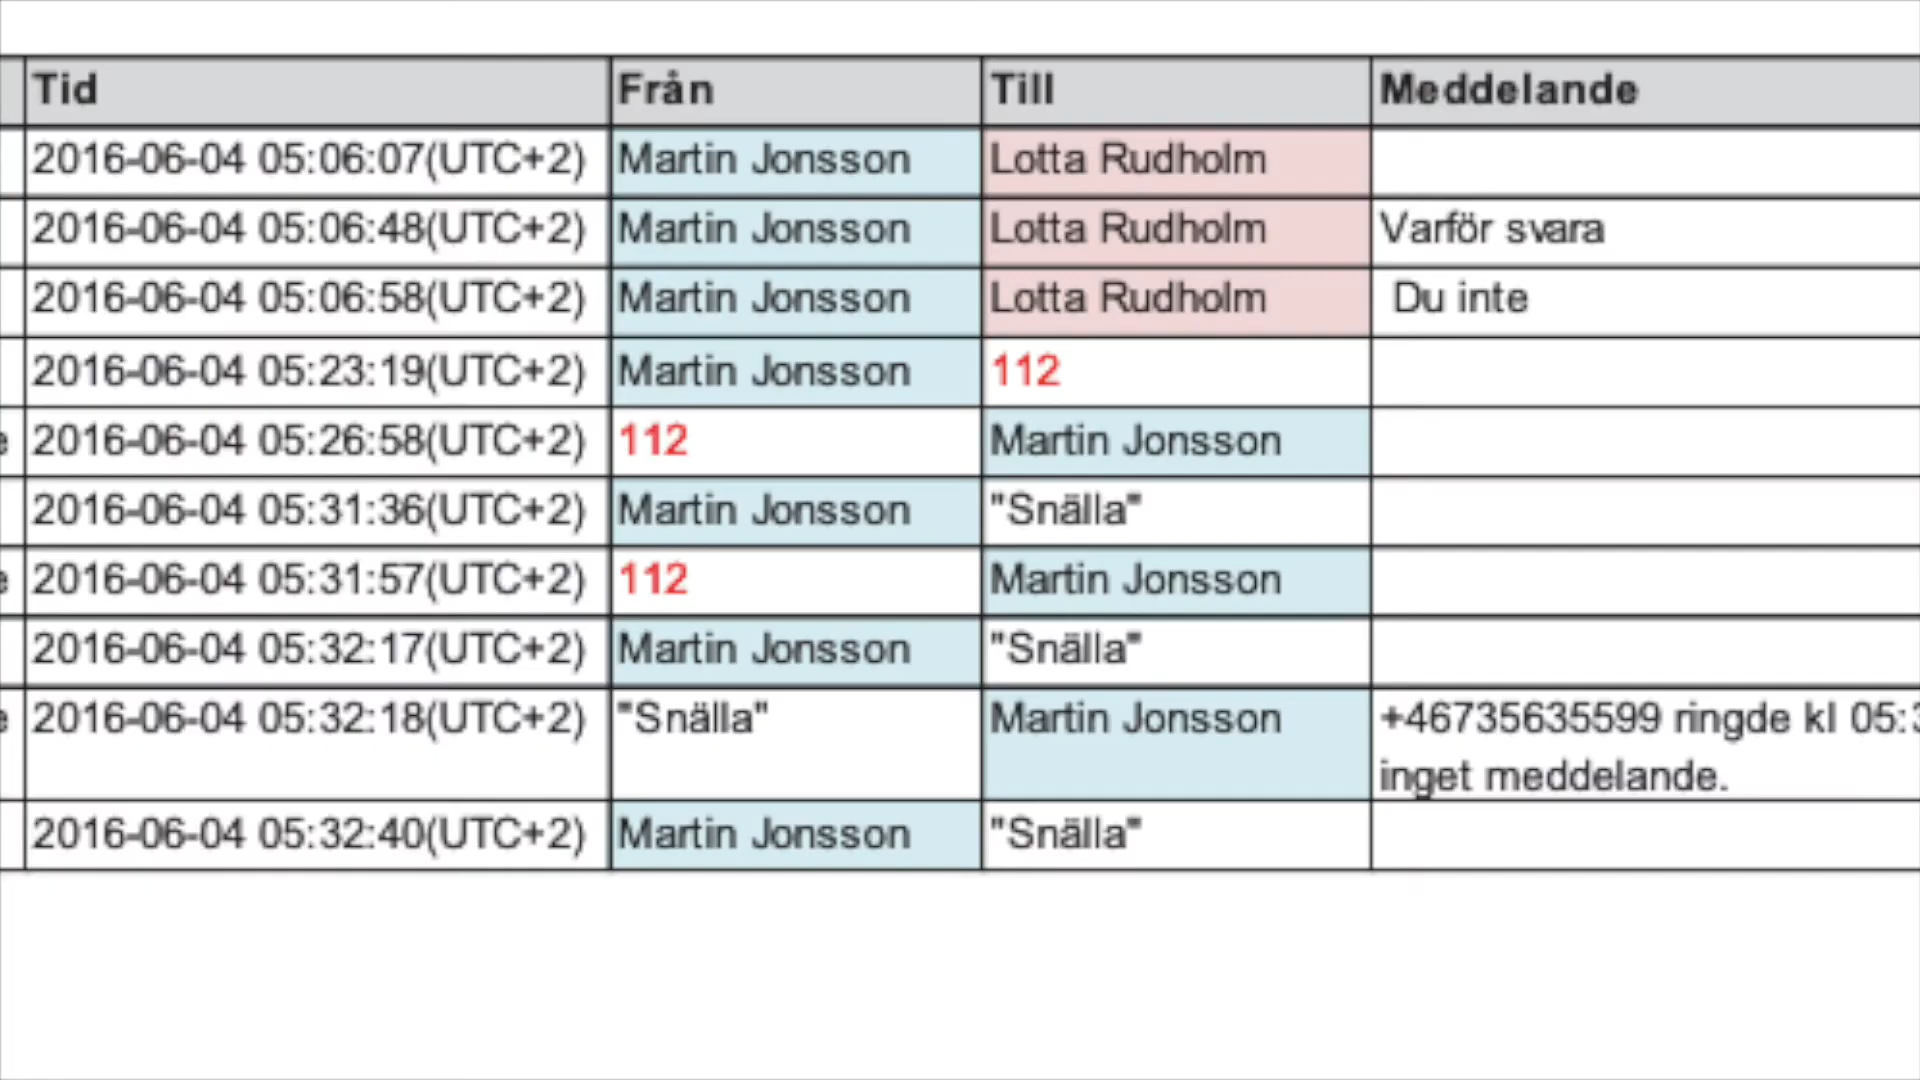 Tid Från Till Meddelande
2016-06-04 05:06:07(UTC+2) Martin Jonsson Lotta Rudholm
2016-06-04 05:06:48(UTC+2) Martin Jonsson Lotta Rudholm Varför svara
2016-06-04 05:06:58(UTC+2) Martin Jonsson Lotta Rudholm Du inte
2016-06-04 05:23:19(UTC+2) Martin Jonsson 112
e 2016-06-04 05:26:58(UTC+2) 112 Martin Jonsson
2016-06-04 05:31:36(UTC+2) Martin Jonsson "Snälla"
e 2016-06-04 05:31:57(UTC+2) 112 Martin Jonsson
2016-06-04 05:32:17(UTC+2) Martin Jonsson "Snälla"
e 2016-06-04 05:32:18(UTC+2) "Snälla" Martin Jonsson +46735635599 ringde kl 05:3
inget meddelande.
2016-06-04 05:32:40(UTC+2) Martin Jonsson "Snälla"